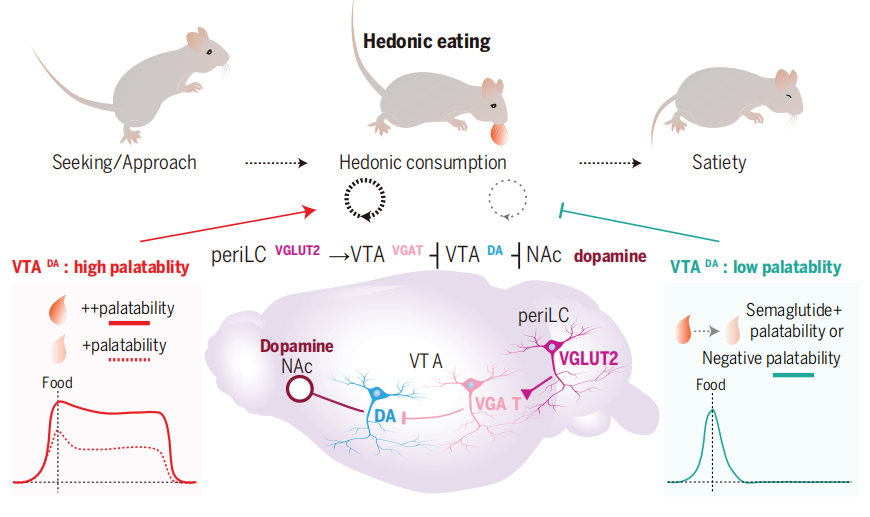 Hedonic eating
Seeking/Approach
Hedonic consumption
Satiety
periLC VGLUT2 →VTA VGAT ⊣ VTA DA ⊣ NAc dopamine
VTA DA : high palatablity
++palatability
+palatability
Food
periLC
VGLUT2
Dopamine
NAc
VT A
DA
VGA T
VTA DA : low palatablity
Semaglutide+
palatability or
Negative palatability
Food